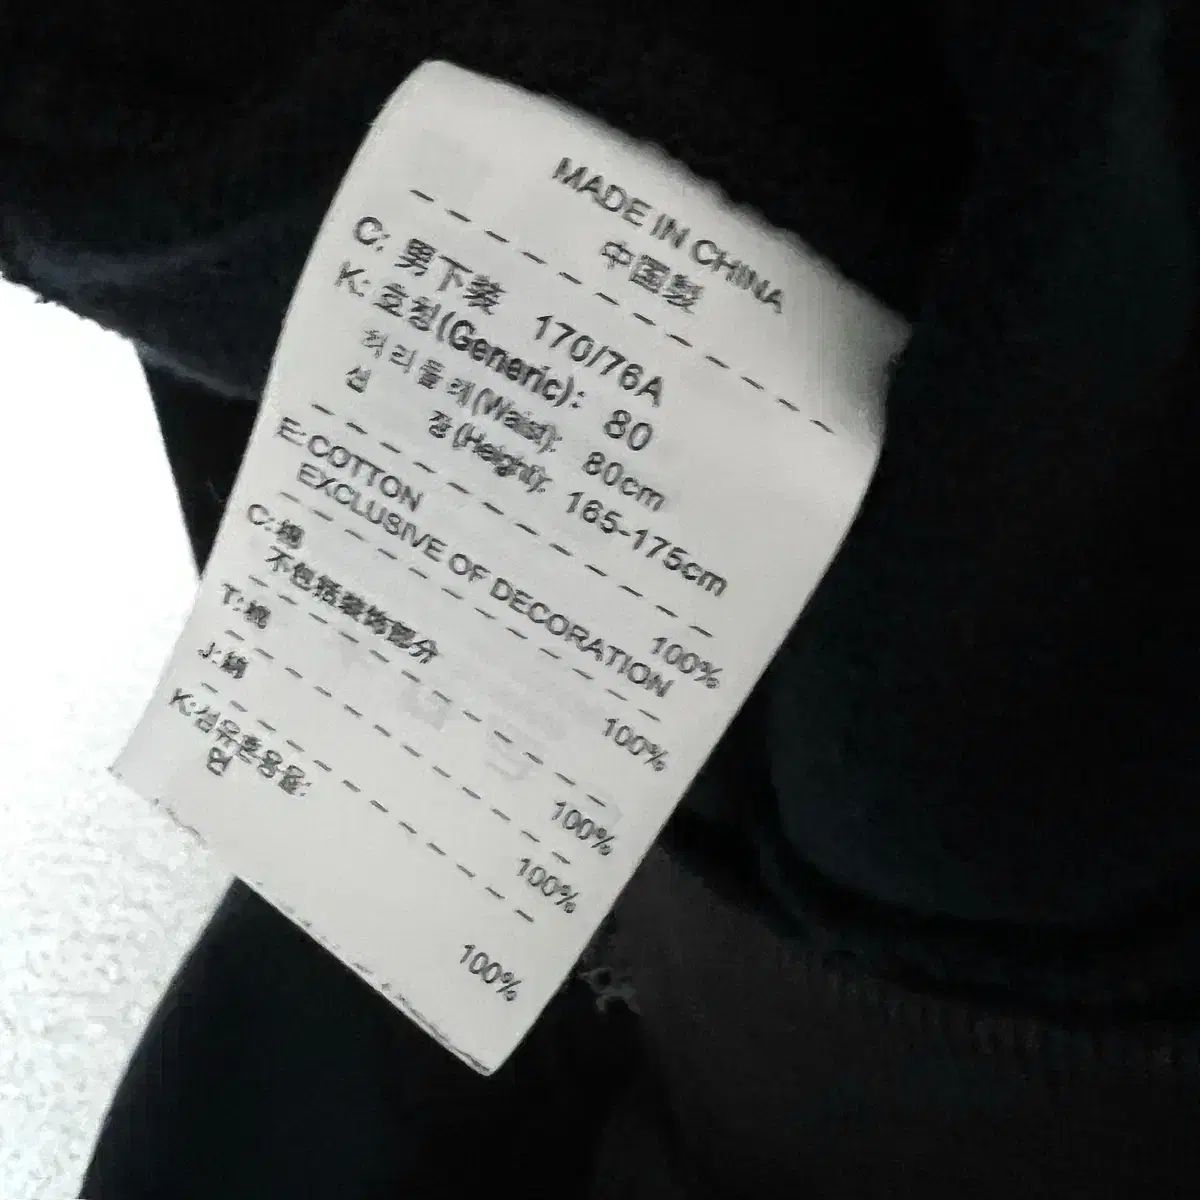 MADE IN CHINA
中国製
C: 男下装 170/76A
K: 호칭(Generic): 80
허리둘레(Waist): 80cm
신 장(Height): 165-175cm
E:COTTON 100%
EXCLUSIVE OF DECORATION
C:棉 100%
不包括装饰部分
T:棉 100%
J:綿 100%
K:섬유혼용율:
면 100%